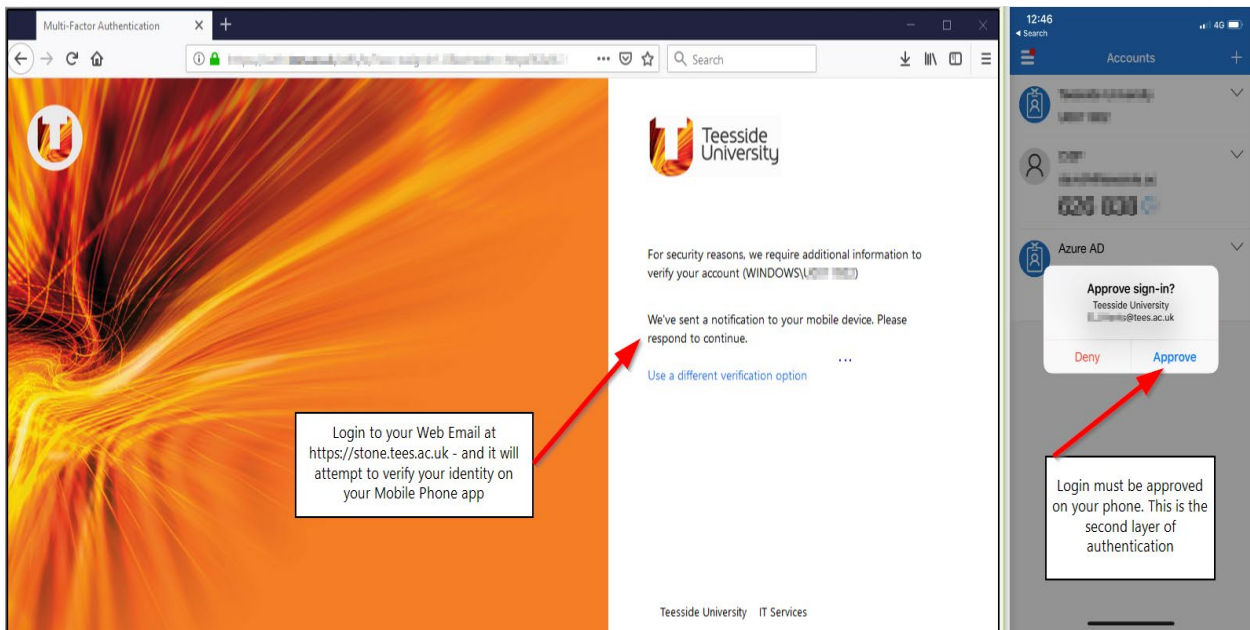 Multi-Factor Authentication
Search
Teesside
University
For security reasons, we require additional information to
verify your account (WINDOWS\
We've sent a notification to your mobile device. Please
respond to continue.
...
Use a different verification option
Login to your Web Email at
https://stone.tees.ac.uk - and it will
attempt to verify your identity on
your Mobile Phone app
Teesside University IT Services
12:46
4G
Search
Accounts
Azure AD
Approve sign-in?
Teesside University
@tees.ac.uk
Deny Approve
Login must be approved
on your phone. This is the
second layer of
authentication